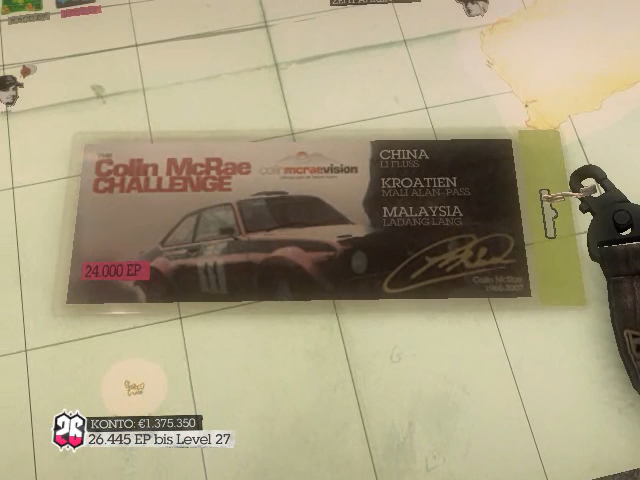 THE
Colin McRae
CHALLENGE
colinmcraevision
CHINA
LI FLUSS
KROATIEN
MALI ALAN-PASS
MALAYSIA
LADANG LANG
11
24.000 EP
Colin McRae
1968-2007
26
KONTO: €1.375.350
26.445 EP bis Level 27